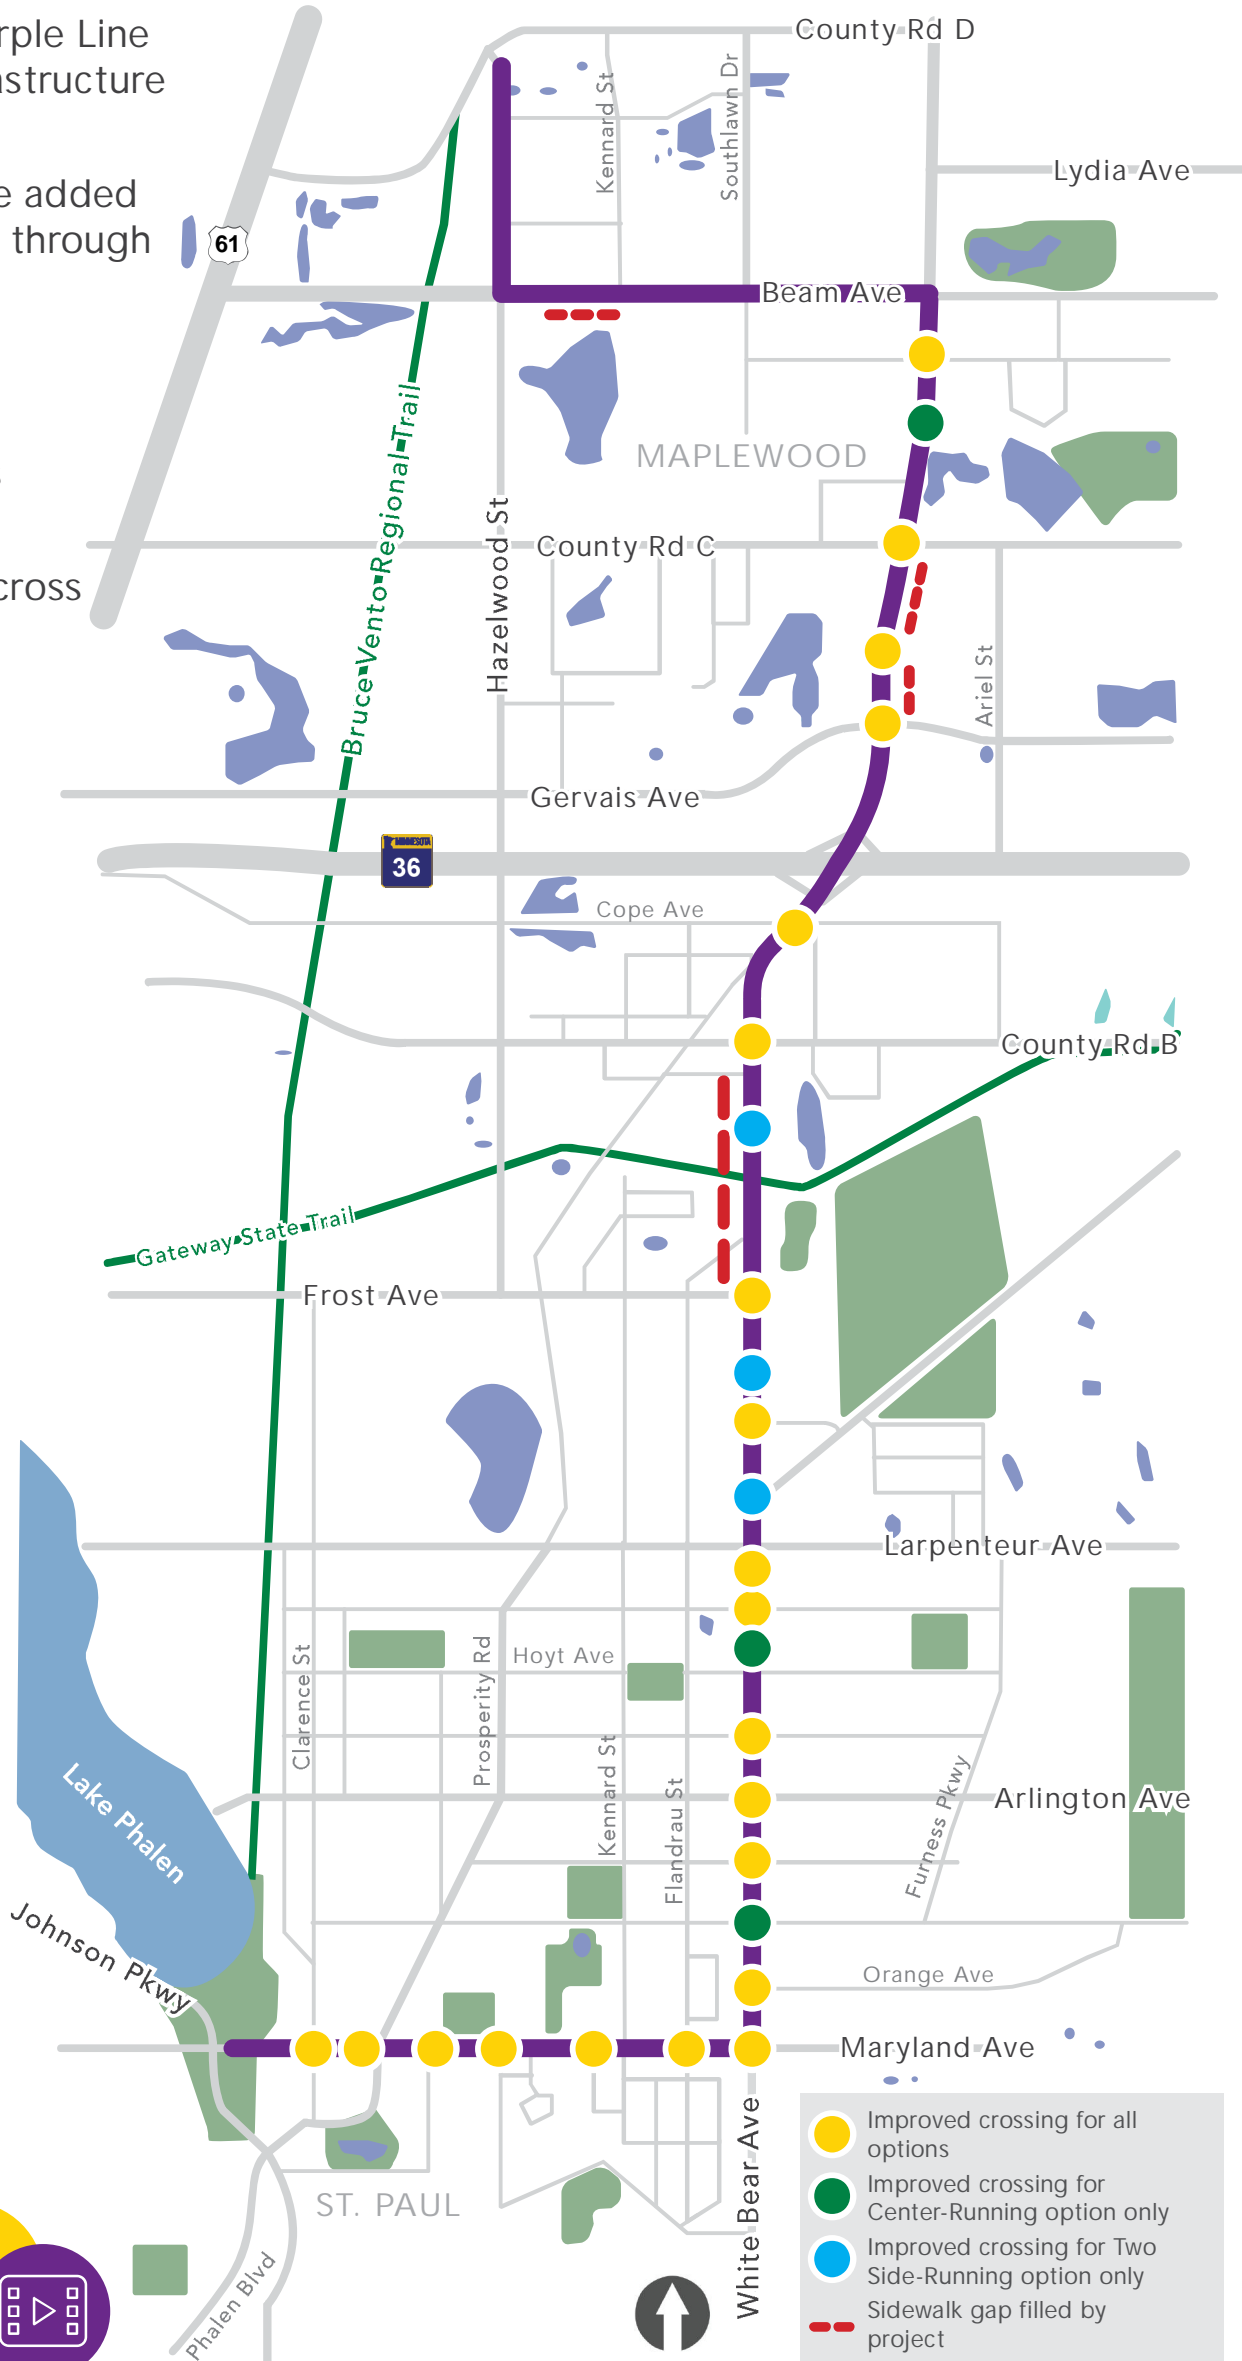 rple Line
astructure
e added
through
cross
County Rd D
Kennard St
Southlawn Dr
Lydia Ave
61
Beam Ave
Bruce Vento Regional Trail
MAPLEWOOD
Hazelwood St
County Rd C
Ariel St
Gervais Ave
MINNESOTA
36
Cope Ave
County Rd B
Gateway State Trail
Frost Ave
Larpenteur Ave
Clarence St
Prosperity Rd
Hoyt Ave
Kennard St
Flandrau St
Furness Pkwy
Arlington Ave
Lake Phalen
Johnson Pkwy
Orange Ave
Maryland Ave
White Bear Ave
ST. PAUL
Phalen Blvd
Improved crossing for all
options
Improved crossing for
Center-Running option only
Improved crossing for Two
Side-Running option only
Sidewalk gap filled by
project